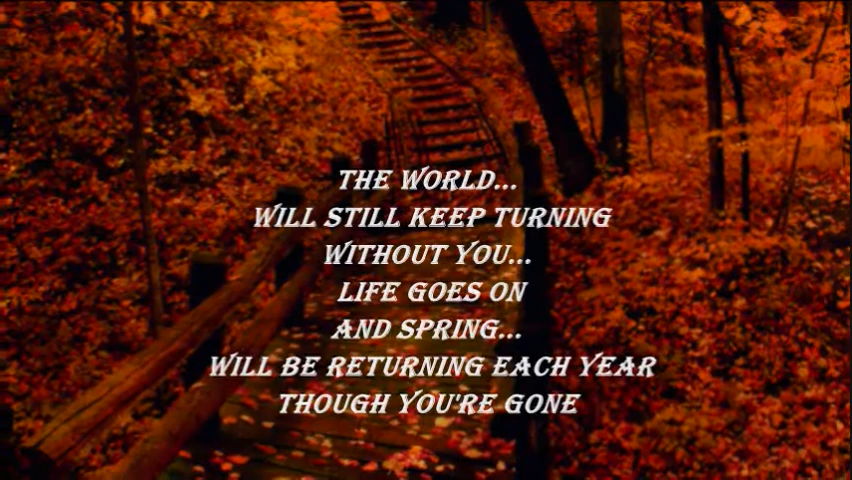 THE WORLD...
WILL STILL KEEP TURNING
WITHOUT YOU...
LIFE GOES ON
AND SPRING...
WILL BE RETURNING EACH YEAR
THOUGH YOU'RE GONE